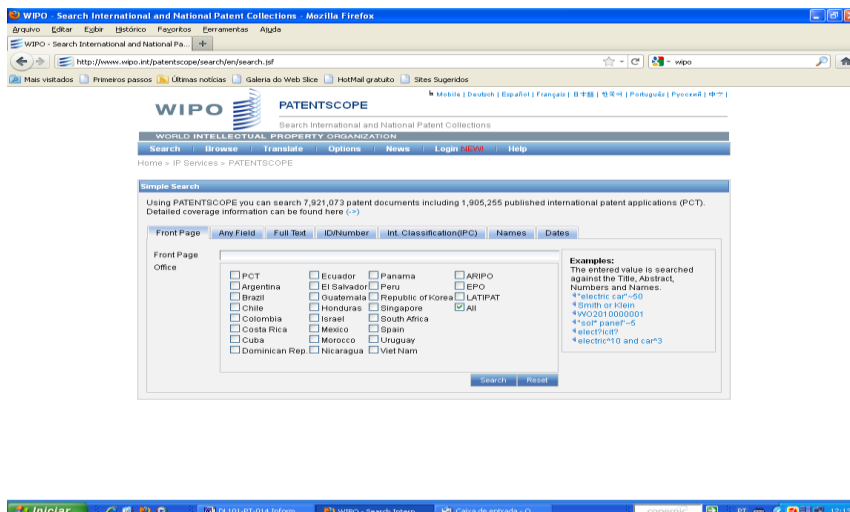 WIPO - Search International and National Patent Collections - Mozilla Firefox
Arquivo Editar Exibir Histórico Favoritos Ferramentas Ajuda
WIPO - Search International and National Pa...
http://www.wipo.int/patentscope/search/en/search.jsf
wipo
Mais visitados Primeiros passos Últimas notícias Galeria do Web Slice HotMail gratuito Sites Sugeridos
Mobile | Deutsch | Español | Français | 日本語 | 한국어 | Português | Русский | 中文 |
WIPO PATENTSCOPE
Search International and National Patent Collections
WORLD INTELLECTUAL PROPERTY ORGANIZATION
Search Browse Translate Options News Login NEW! Help
Home > IP Services > PATENTSCOPE
Simple Search
Using PATENTSCOPE you can search 7,921,073 patent documents including 1,905,255 published international patent applications (PCT).
Detailed coverage information can be found here (->)
Front Page Any Field Full Text ID/Number Int. Classification(IPC) Names Dates
Front Page
Office
PCT Ecuador Panama ARIPO
Argentina El Salvador Peru EPO
Brazil Guatemala Republic of Korea LATIPAT
Chile Honduras Singapore All
Colombia Israel South Africa
Costa Rica Mexico Spain
Cuba Morocco Uruguay
Dominican Rep. Nicaragua Viet Nam
Examples:
The entered value is searched
against the Title, Abstract,
Numbers and Names.
"electric car"~50
Smith or Klein
WO2010000001
"sol* panel"~5
elect?icit?
electric^10 and car^3
Search Reset
Iniciar DL101-PT-014 Inform... WIPO - Search Intern... Caixa de entrada - O... copernic PT